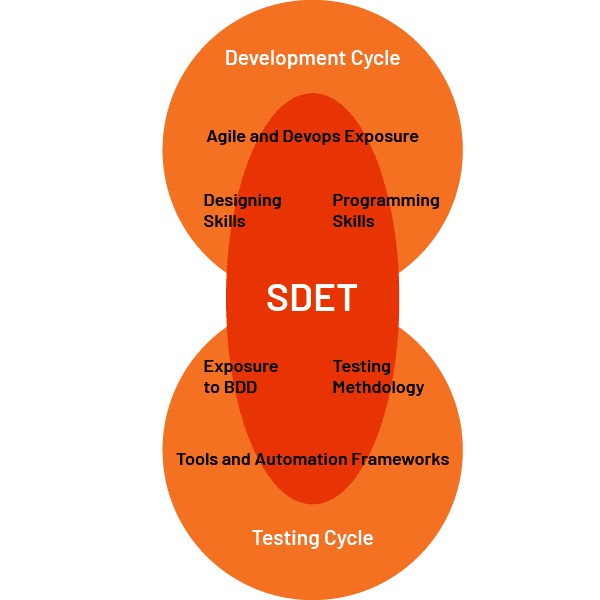 Development Cycle
Agile and Devops Exposure
Designing
Skills
Programming
Skills
SDET
Exposure
to BDD
Testing
Methdology
Tools and Automation Frameworks
Testing Cycle